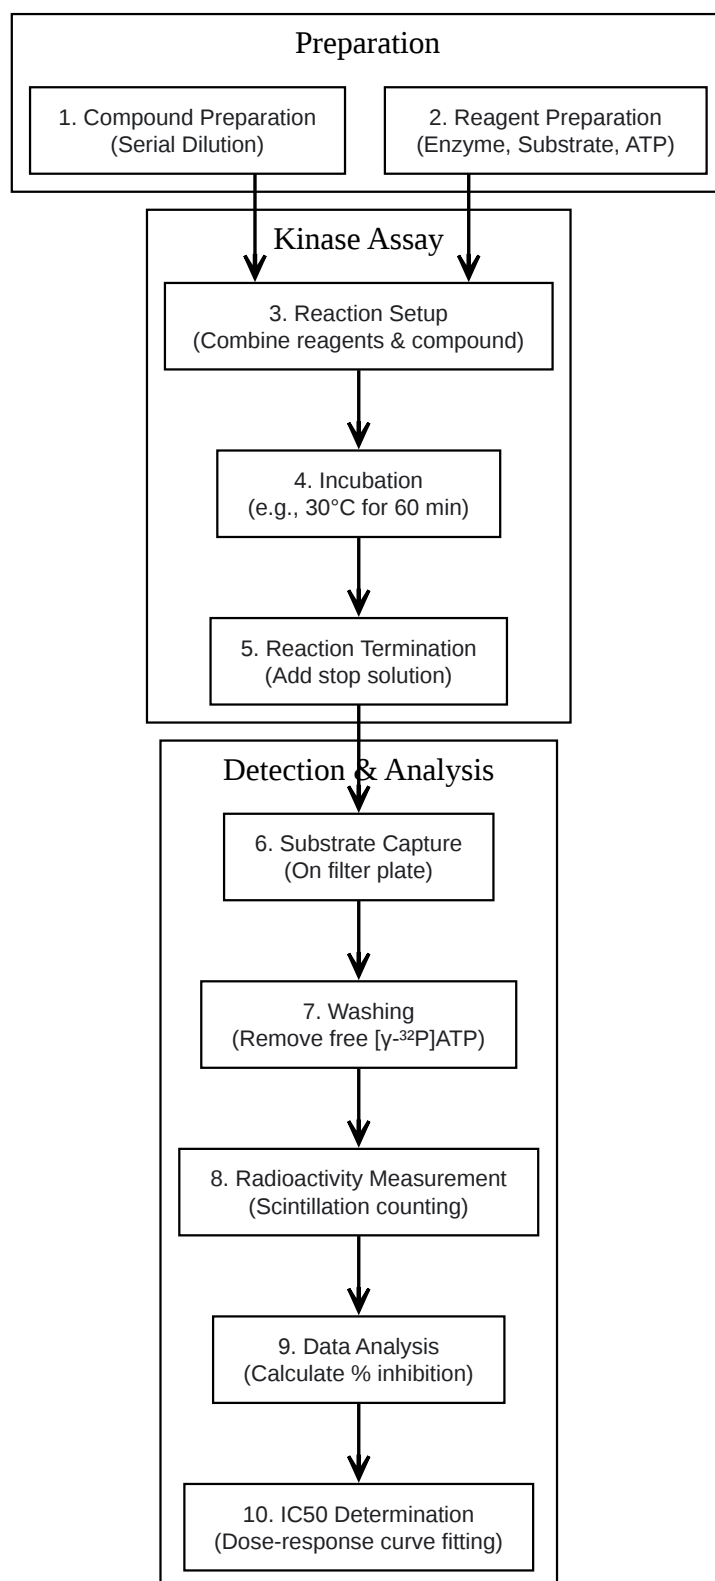 Preparation
1. Compound Preparation
(Serial Dilution)
2. Reagent Preparation
(Enzyme, Substrate, ATP)
Kinase Assay
3. Reaction Setup
(Combine reagents & compound)
4. Incubation
(e.g., 30°C for 60 min)
5. Reaction Termination
(Add stop solution)
Detection & Analysis
6. Substrate Capture
(On filter plate)
7. Washing
(Remove free [γ-³²P]ATP)
8. Radioactivity Measurement
(Scintillation counting)
9. Data Analysis
(Calculate % inhibition)
10. IC50 Determination
(Dose-response curve fitting)